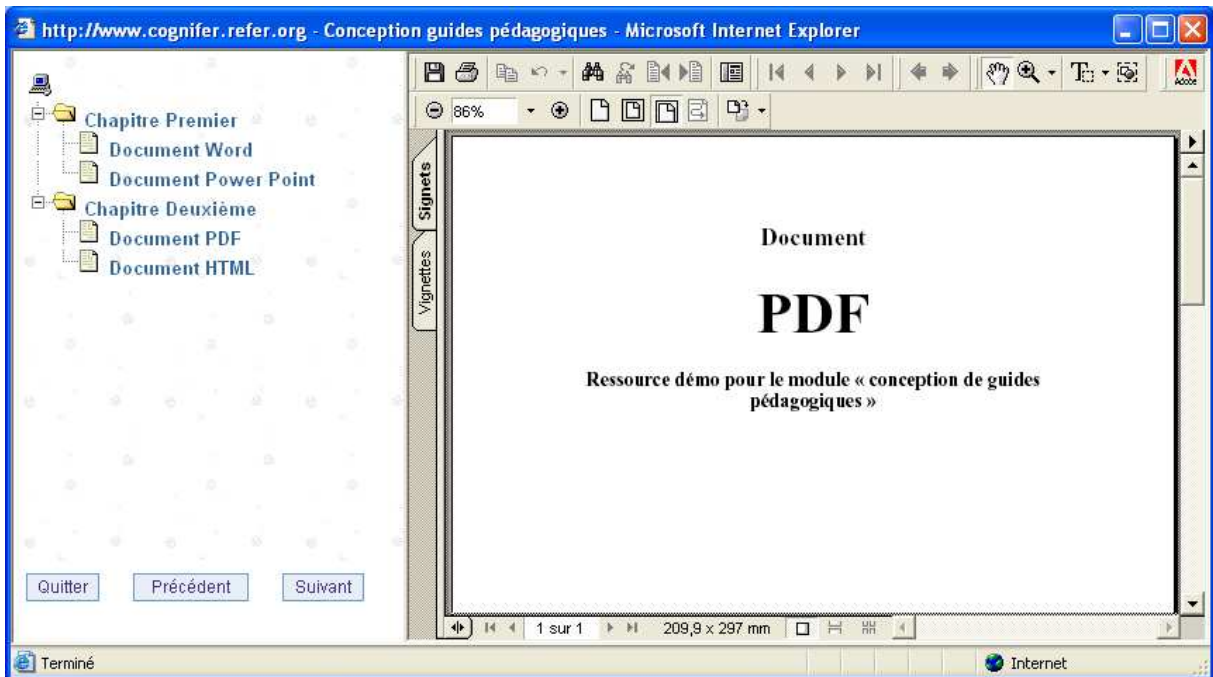 http://www.cognifer.refer.org - Conception guides pédagogiques - Microsoft Internet Explorer
Chapitre Premier
Document Word
Document Power Point
Chapitre Deuxième
Document PDF
Document HTML
Quitter
Précédent
Suivant
86%
Adobe
Signets
Vignettes
Document
PDF
Ressource démo pour le module « conception de guides
pédagogiques »
1 sur 1
209,9 x 297 mm
Terminé
Internet